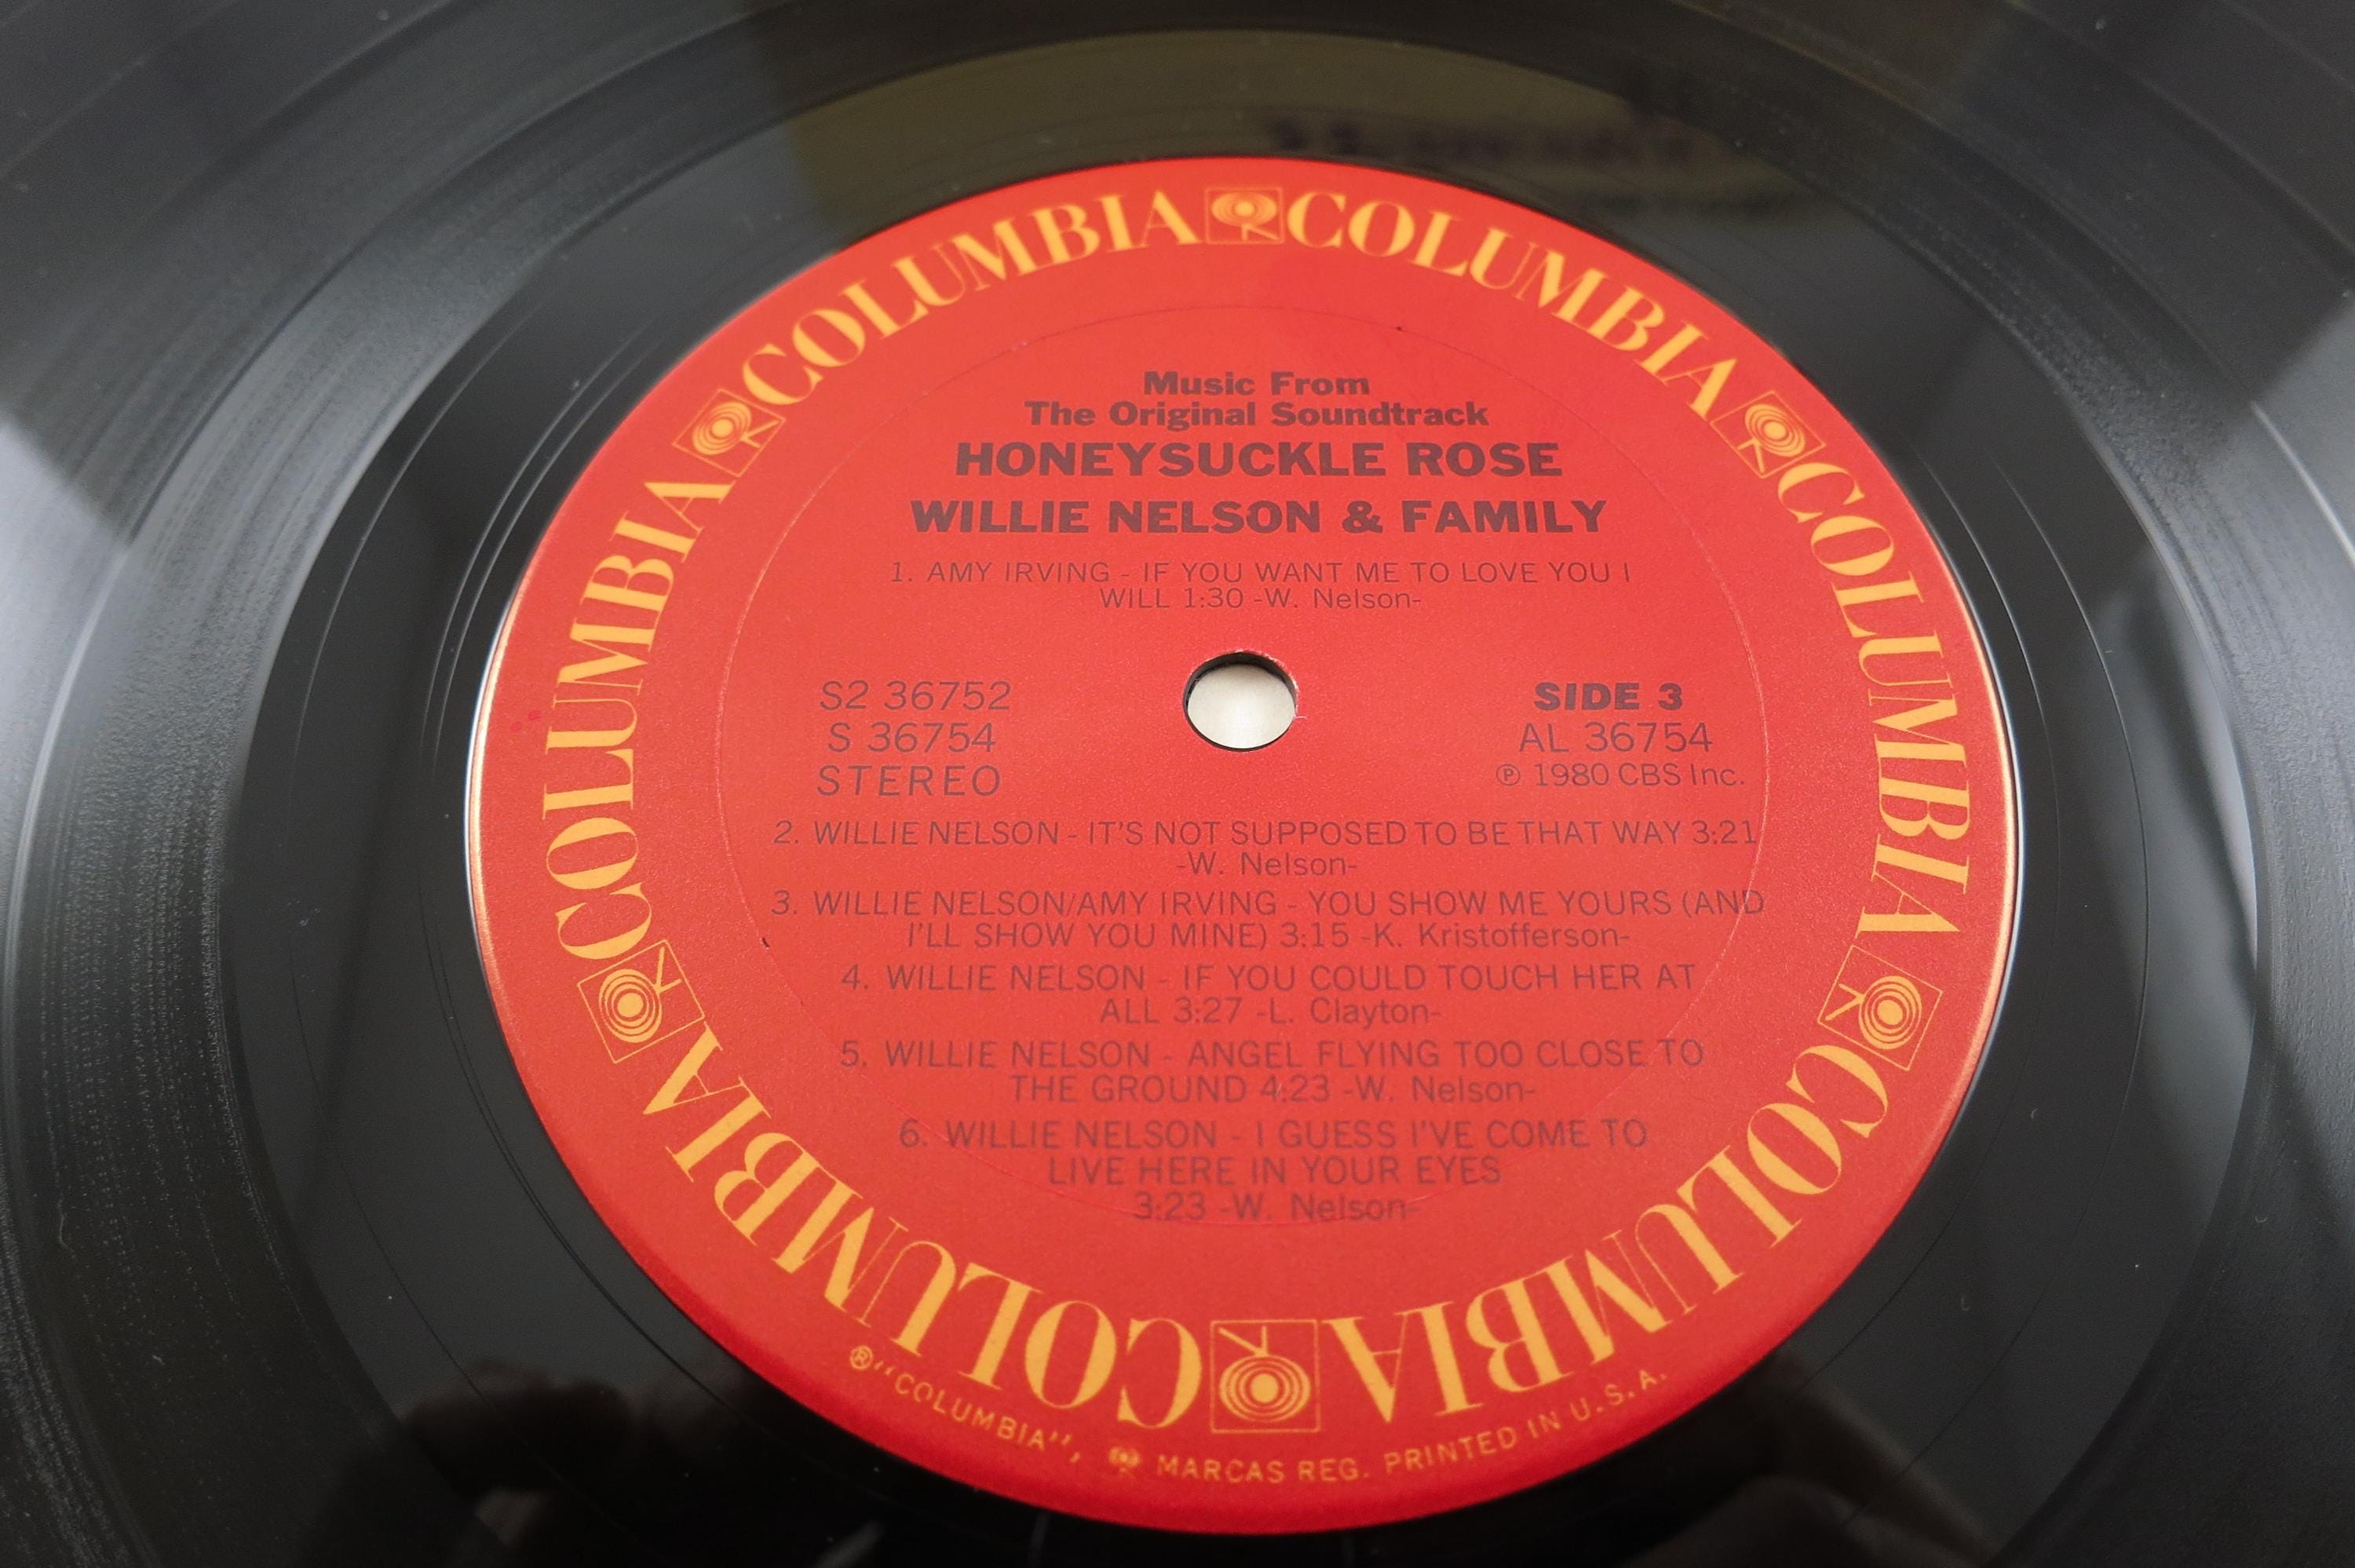 COLUMBIA COLUMBIA COLUMBIA COLUMBIA COLUMBIA COLUMBIA
Music From
The Original Soundtrack
HONEYSUCKLE ROSE
WILLIE NELSON & FAMILY
1. AMY IRVING - IF YOU WANT ME TO LOVE YOU I
WILL 1:30 -W. Nelson-
S2 36752
S 36754
STEREO
SIDE 3
AL 36754
℗ 1980 CBS Inc.
2. WILLIE NELSON - IT'S NOT SUPPOSED TO BE THAT WAY 3:21
-W. Nelson-
3. WILLIE NELSON/AMY IRVING - YOU SHOW ME YOURS (AND
I'LL SHOW YOU MINE) 3:15 -K. Kristofferson-
4. WILLIE NELSON - IF YOU COULD TOUCH HER AT
ALL 3:27 -L. Clayton-
5. WILLIE NELSON - ANGEL FLYING TOO CLOSE TO
THE GROUND 4:23 -W. Nelson-
6. WILLIE NELSON - I GUESS I'VE COME TO
LIVE HERE IN YOUR EYES
3:23 -W. Nelson-
®"COLUMBIA", MARCAS REG. PRINTED IN U.S.A.